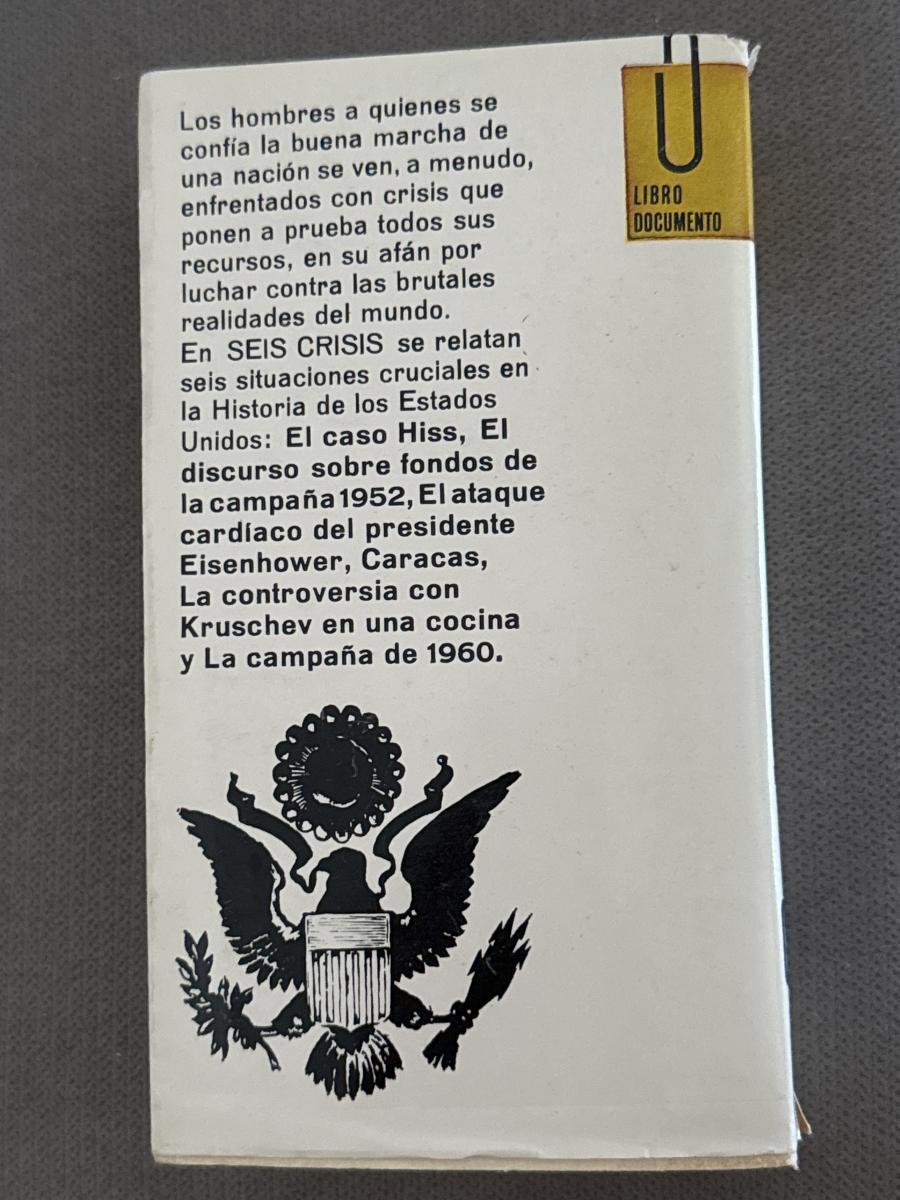 Los hombres a quienes se
confía la buena marcha de
una nación se ven, a menudo,
enfrentados con crisis que
ponen a prueba todos sus
recursos, en su afán por
luchar contra las brutales
realidades del mundo.
En SEIS CRISIS se relatan
seis situaciones cruciales en
la Historia de los Estados
Unidos: El caso Hiss, El
discurso sobre fondos de
la campaña 1952, El ataque
cardíaco del presidente
Eisenhower, Caracas,
La controversia con
Kruschev en una cocina
y La campaña de 1960.
LIBRO
DOCUMENTO